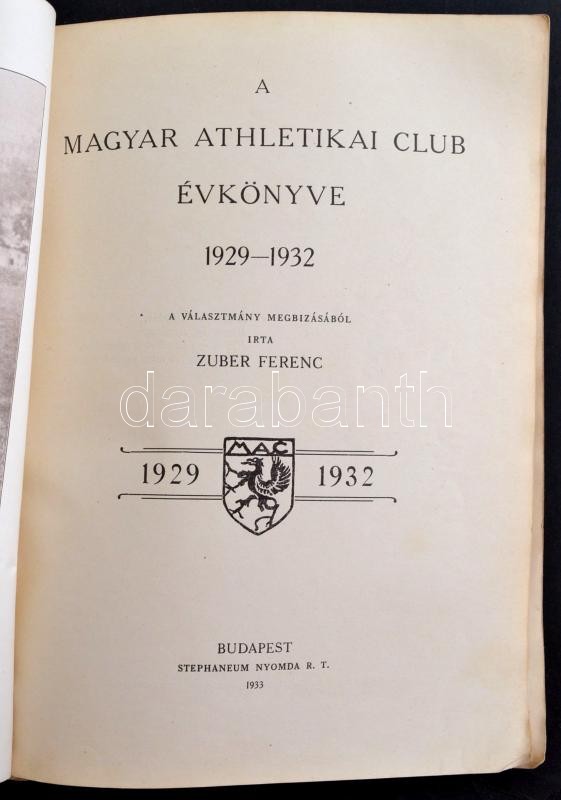 A
MAGYAR ATHLETIKAI CLUB
ÉVKÖNYVE
1929—1932
A VÁLASZTMÁNY MEGBIZÁSÁBÓL
IRTA
ZUBER FERENC
darabanth
MAC
1929 1932
BUDAPEST
STEPHANEUM NYOMDA R. T.
1933